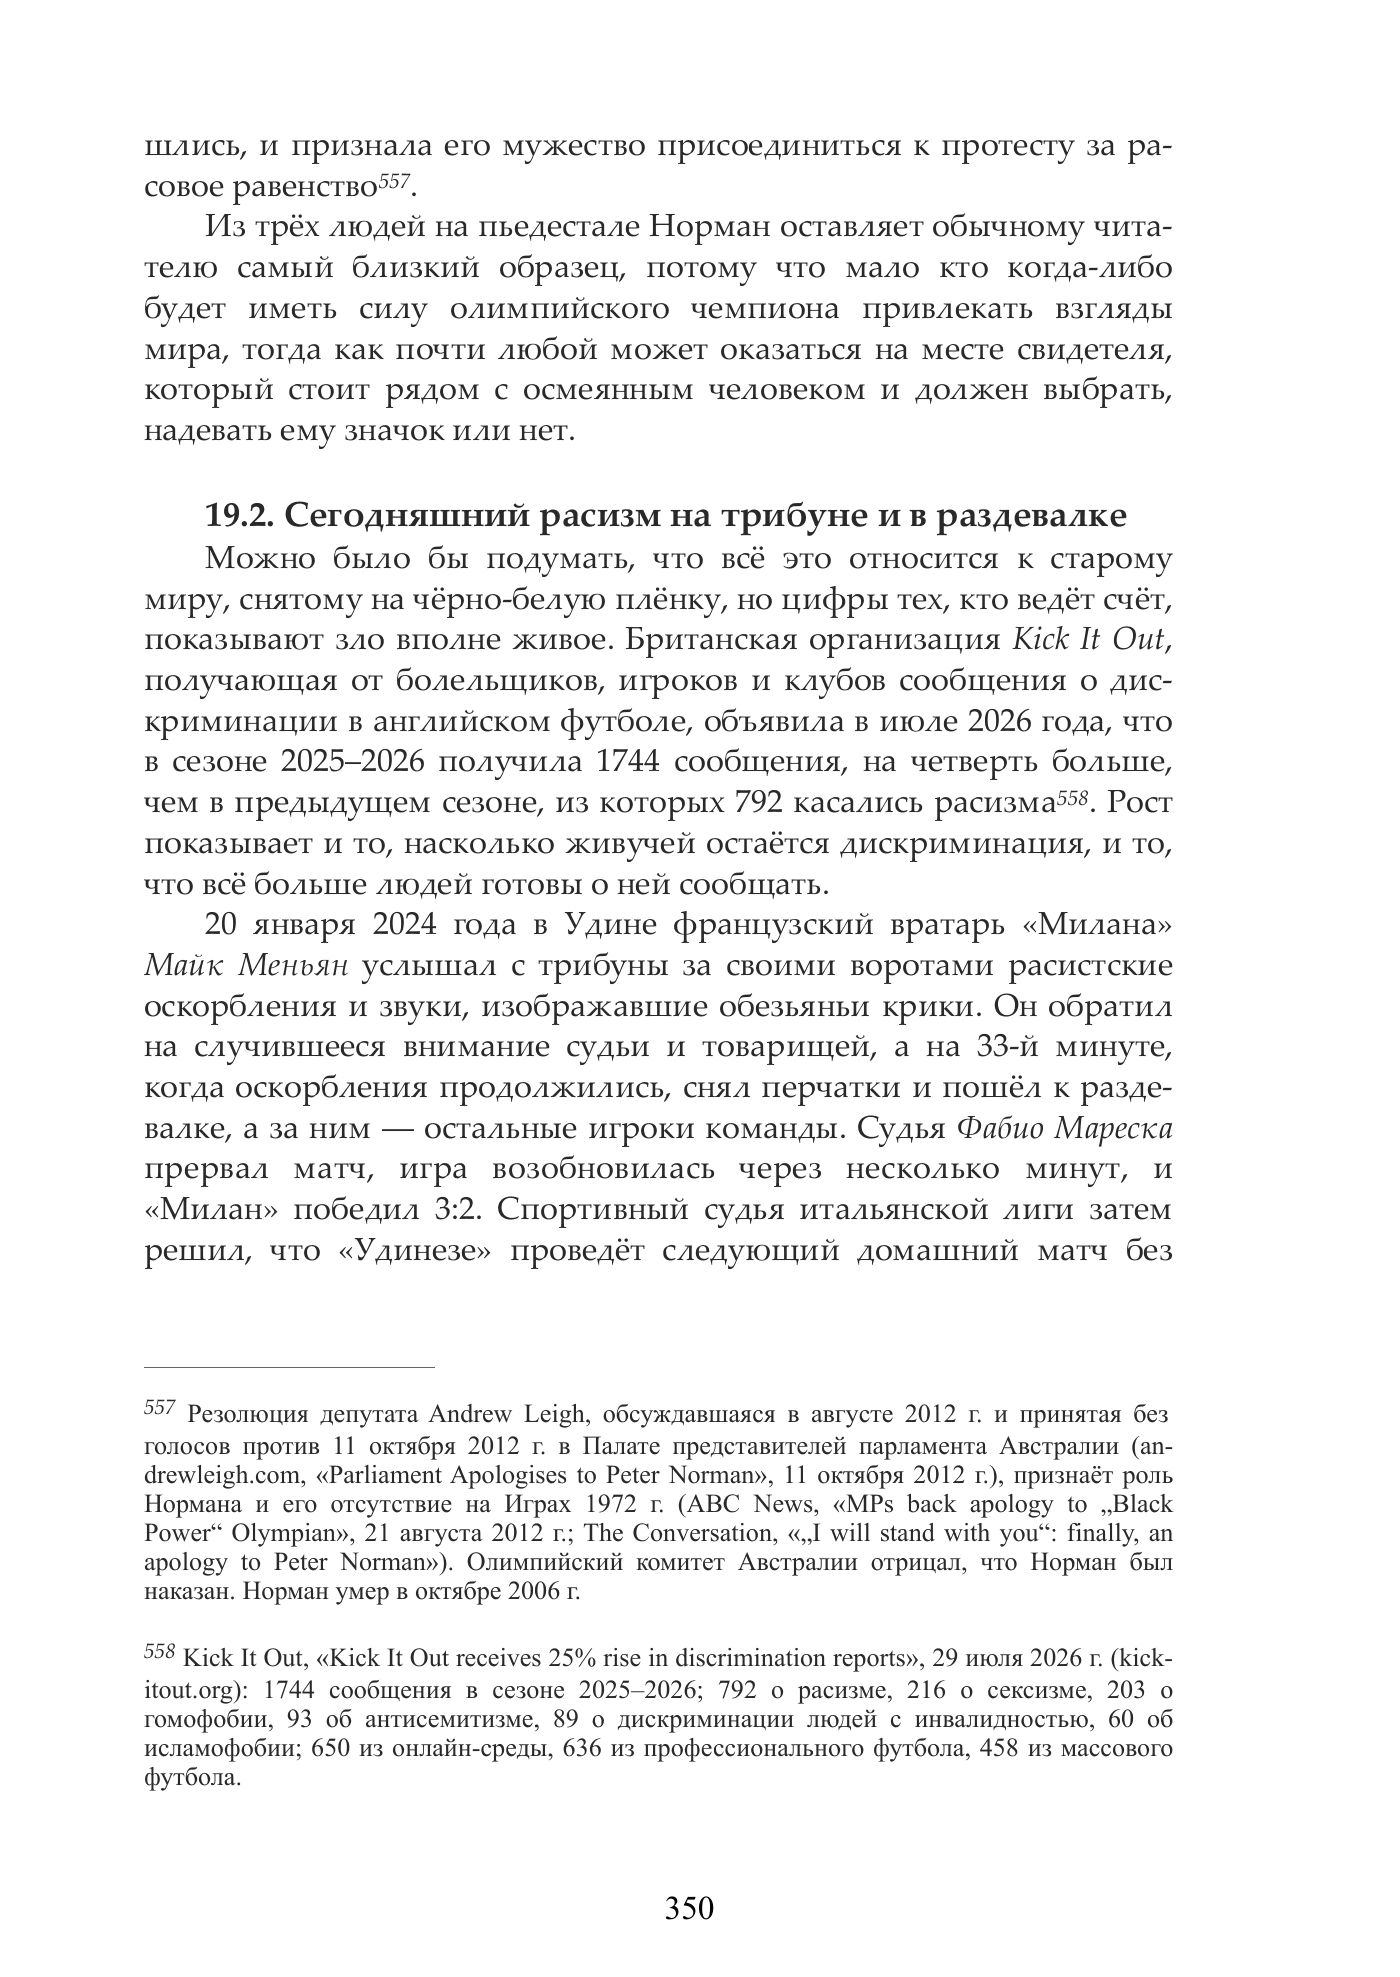 шлись, и признала его мужество присоединиться к протесту за ра-
совое равенство557.
Из трёх людей на пьедестале Норман оставляет обычному чита-
телю самый близкий образец, потому что мало кто когда-либо
будет иметь силу олимпийского чемпиона привлекать взгляды
мира, тогда как почти любой может оказаться на месте свидетеля,
который стоит рядом с осмеянным человеком и должен выбрать,
надевать ему значок или нет.
19.2. Сегодняшний расизм на трибуне и в раздевалке
Можно было бы подумать, что всё это относится к старому
миру, снятому на чёрно-белую плёнку, но цифры тех, кто ведёт счёт,
показывают зло вполне живое. Британская организация Kick It Out,
получающая от болельщиков, игроков и клубов сообщения о дис-
криминации в английском футболе, объявила в июле 2026 года, что
в сезоне 2025–2026 получила 1744 сообщения, на четверть больше,
чем в предыдущем сезоне, из которых 792 касались расизма558. Рост
показывает и то, насколько живучей остаётся дискриминация, и то,
что всё больше людей готовы о ней сообщать.
20 января 2024 года в Удине французский вратарь «Милана»
Майк Меньян услышал с трибуны за своими воротами расистские
оскорбления и звуки, изображавшие обезьяньи крики. Он обратил
на случившееся внимание судьи и товарищей, а на 33-й минуте,
когда оскорбления продолжились, снял перчатки и пошёл к разде-
валке, а за ним — остальные игроки команды. Судья Фабио Мареска
прервал матч, игра возобновилась через несколько минут, и
«Милан» победил 3:2. Спортивный судья итальянской лиги затем
решил, что «Удинезе» проведёт следующий домашний матч без
557 Резолюция депутата Andrew Leigh, обсуждавшаяся в августе 2012 г. и принятая без
голосов против 11 октября 2012 г. в Палате представителей парламента Австралии (an-
drewleigh.com, «Parliament Apologises to Peter Norman», 11 октября 2012 г.), признаёт роль
Нормана и его отсутствие на Играх 1972 г. (ABC News, «MPs back apology to „Black
Power“ Olympian», 21 августа 2012 г.; The Conversation, «„I will stand with you“: finally, an
apology to Peter Norman»). Олимпийский комитет Австралии отрицал, что Норман был
наказан. Норман умер в октябре 2006 г.
558 Kick It Out, «Kick It Out receives 25% rise in discrimination reports», 29 июля 2026 г. (kick-
itout.org): 1744 сообщения в сезоне 2025–2026; 792 о расизме, 216 о сексизме, 203 о
гомофобии, 93 об антисемитизме, 89 о дискриминации людей с инвалидностью, 60 об
исламофобии; 650 из онлайн-среды, 636 из профессионального футбола, 458 из массового
футбола.
350